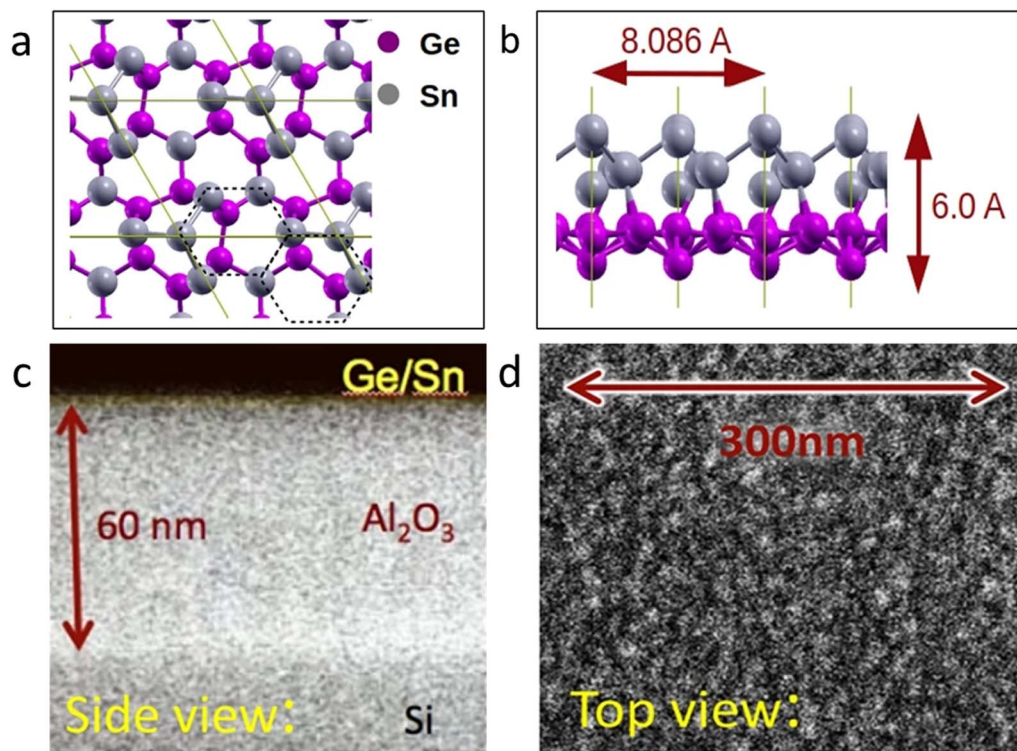 a
Ge
Sn
b
8.086 A
6.0 A
c
Ge/Sn
60 nm
Al₂O₃
Side view:
Si
d
300nm
Top view: